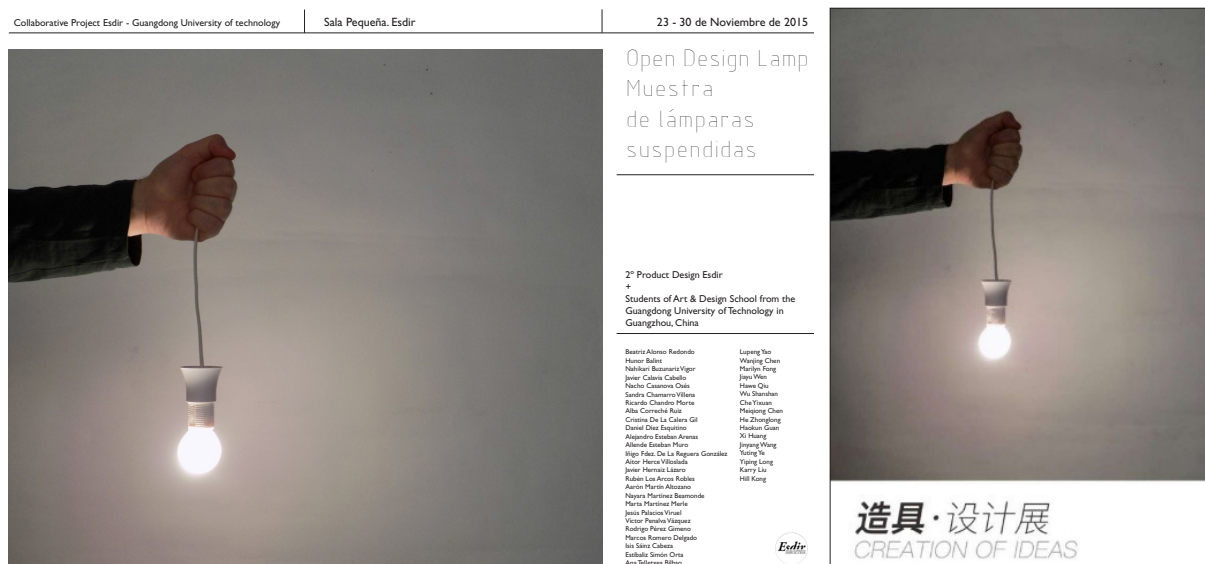 Collaborative Project Esdir - Guangdong University of technology
Sala Pequeña. Esdir
23 - 30 de Noviembre de 2015
Open Design Lamp
Muestra
de lámparas
suspendidas
2º Product Design Esdir
+
Students of Art & Design School from the
Guangdong University of Technology in
Guangzhou, China
Beatriz Alonso Redondo
Hunor Balint
Nahikari Buzunariz Vigor
Javier Calavia Cabello
Nacho Casanova Osés
Sandra Chamarro Villena
Ricardo Chandro Morte
Alba Correché Ruiz
Cristina De La Calera Gil
Daniel Díez Esquitino
Alejandro Esteban Arenas
Allende Esteban Muro
Iñigo Fdez. De La Reguera González
Aitor Herce Villoslada
Javier Hernaiz Lázaro
Rubén Los Arcos Robles
Aarón Martín Altozano
Nayara Martínez Beamonde
Marta Martínez Merle
Jesús Palacios Viruel
Víctor Penalva Vázquez
Rodrigo Pérez Gimeno
Marcos Romero Delgado
Isis Sáinz Cabeza
Estíbaliz Simón Orta
Ana Telletxea Bilbao
Lupeng Yao
Wanjing Chen
Marilyn Fong
Jiayu Wen
Hawe Qiu
Wu Shanshan
Che Yixuan
Meiqiong Chen
He Zhonglong
Haokun Guan
Xi Huang
Jinyang Wang
Yuting Ye
Yiping Long
Karry Liu
Hill Kong
Esdir
造具·设计展
CREATION OF IDEAS